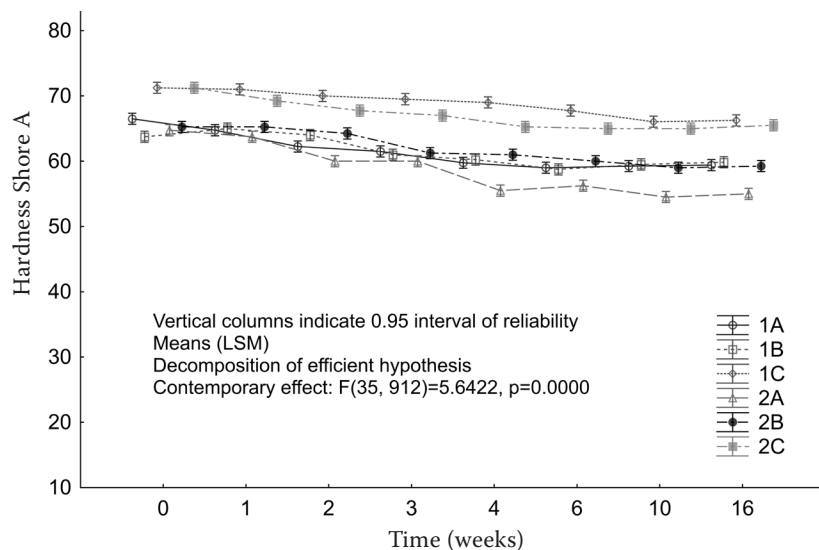 80
70
60
50
40
30
20
10
Hardness Shore A
Vertical columns indicate 0.95 interval of reliability
Means (LSM)
Decomposition of efficient hypothesis
Contemporary effect: F(35, 912)=5.6422, p=0.0000
1A
1B
1C
2A
2B
2C
0 1 2 3 4 6 10 16
Time (weeks)